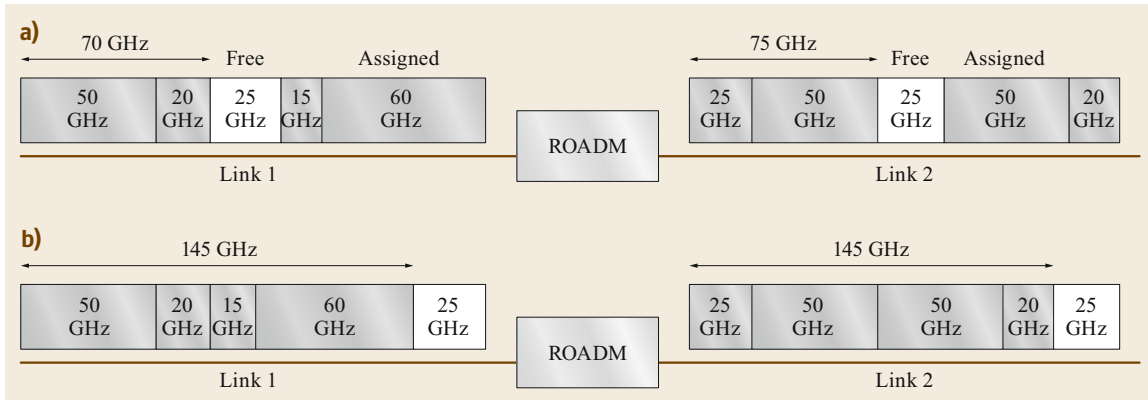 a)
70 GHz Free Assigned
75 GHz Free Assigned
50 GHz
20 GHz
25 GHz
15 GHz
60 GHz
ROADM
25 GHz
50 GHz
25 GHz
50 GHz
20 GHz
Link 1
Link 2
b)
145 GHz
145 GHz
50 GHz
20 GHz
15 GHz
60 GHz
25 GHz
ROADM
25 GHz
50 GHz
50 GHz
20 GHz
25 GHz
Link 1
Link 2